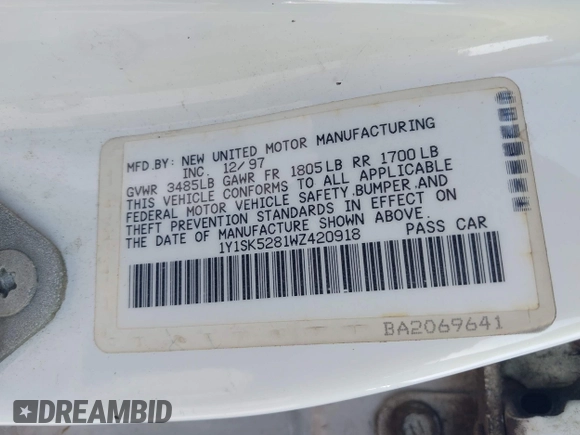 MFD.BY: NEW UNITED MOTOR MANUFACTURING
INC. 12/97
GVWR 3485LB GAWR FR 1805LB RR 1700LB
THIS VEHICLE CONFORMS TO ALL APPLICABLE
FEDERAL MOTOR VEHICLE SAFETY,BUMPER,AND
THEFT PREVENTION STANDARDS IN EFFECT ON
THE DATE OF MANUFACTURE SHOWN ABOVE.
1Y1SK5281WZ420918 PASS CAR
BA2069641
DREAMBID